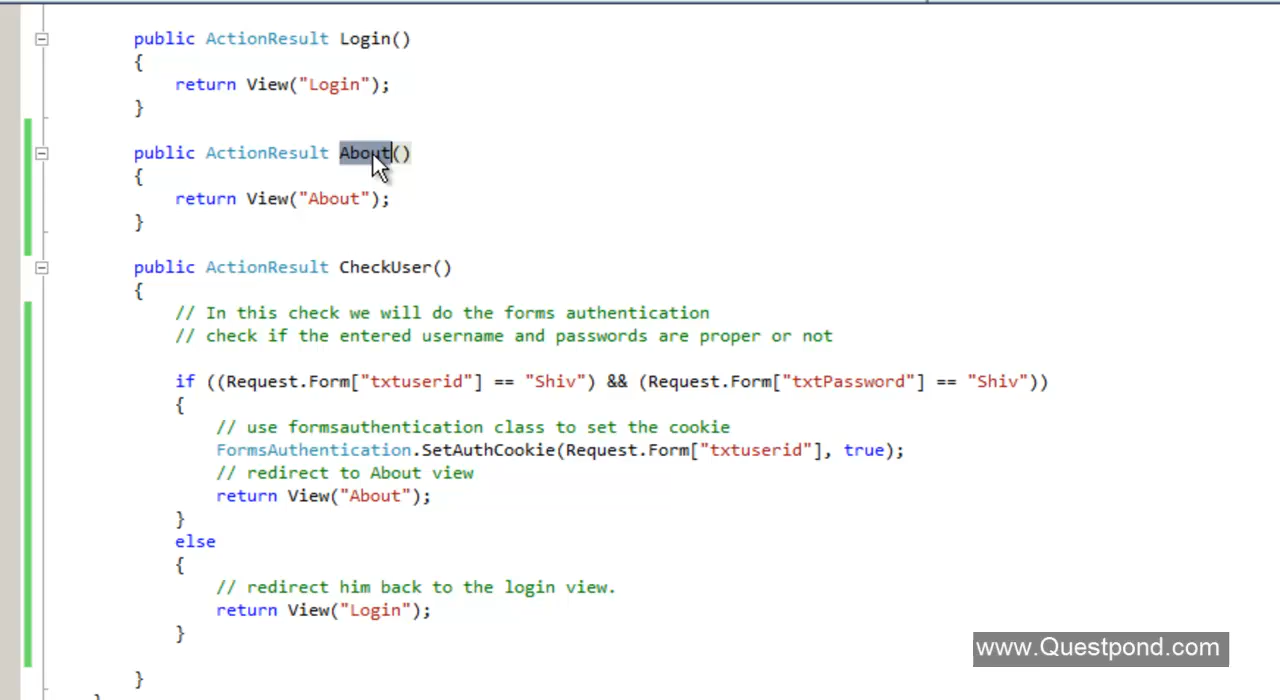 public ActionResult Login()
{
return View("Login");
}
public ActionResult About()
{
return View("About");
}
public ActionResult CheckUser()
{
// In this check we will do the forms authentication
// check if the entered username and passwords are proper or not
if ((Request.Form["txtuserid"] == "Shiv") && (Request.Form["txtPassword"] == "Shiv"))
{
// use formsauthentication class to set the cookie
FormsAuthentication.SetAuthCookie(Request.Form["txtuserid"], true);
// redirect to About view
return View("About");
}
else
{
// redirect him back to the login view.
return View("Login");
}
www.Questpond.com
}